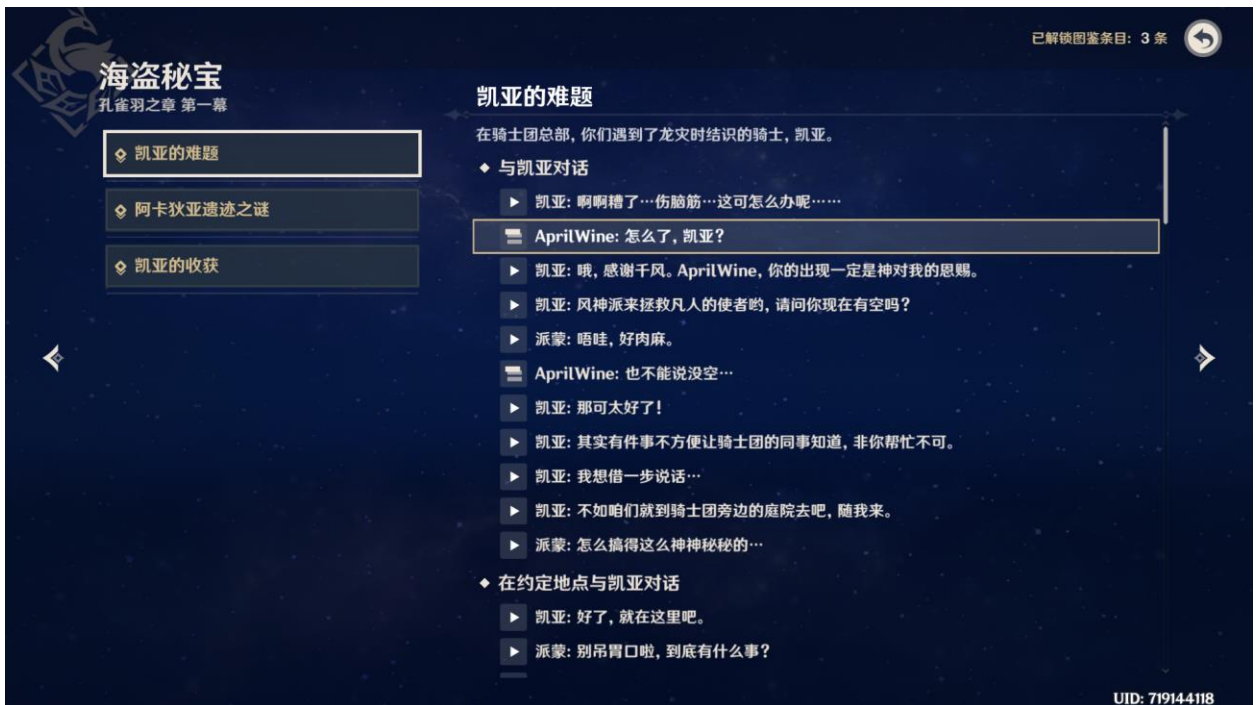 已解锁图鉴条目: 3 条
海盗秘宝
孔雀羽之章 第一幕
凯亚的难题
阿卡狄亚遗迹之谜
凯亚的收获
凯亚的难题
在骑士团总部, 你们遇到了龙灾时结识的骑士, 凯亚。
与凯亚对话
凯亚: 啊啊糟了…伤脑筋…这可怎么办呢……
AprilWine: 怎么了, 凯亚?
凯亚: 哦, 感谢千风。AprilWine, 你的出现一定是神对我的恩赐。
凯亚: 风神派来拯救凡人的使者哟, 请问你现在有空吗?
派蒙: 唔哇, 好肉麻。
AprilWine: 也不能说没空…
凯亚: 那可太好了!
凯亚: 其实有件事不方便让骑士团的同事知道, 非你帮忙不可。
凯亚: 我想借一步说话…
凯亚: 不如咱们就到骑士团旁边的庭院去吧, 随我来。
派蒙: 怎么搞得这么神神秘秘的…
在约定地点与凯亚对话
凯亚: 好了, 就在这里吧。
派蒙: 别吊胃口啦, 到底有什么事?
UID: 719144118